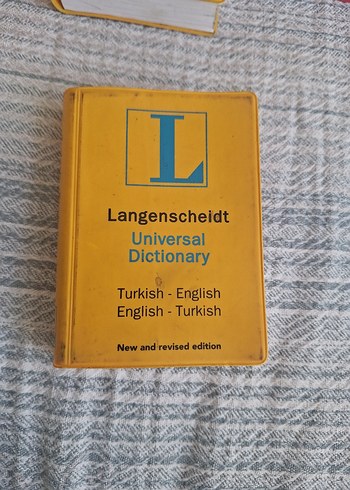 L
Langenscheidt
Universal
Dictionary
Turkish - English
English - Turkish
New and revised edition